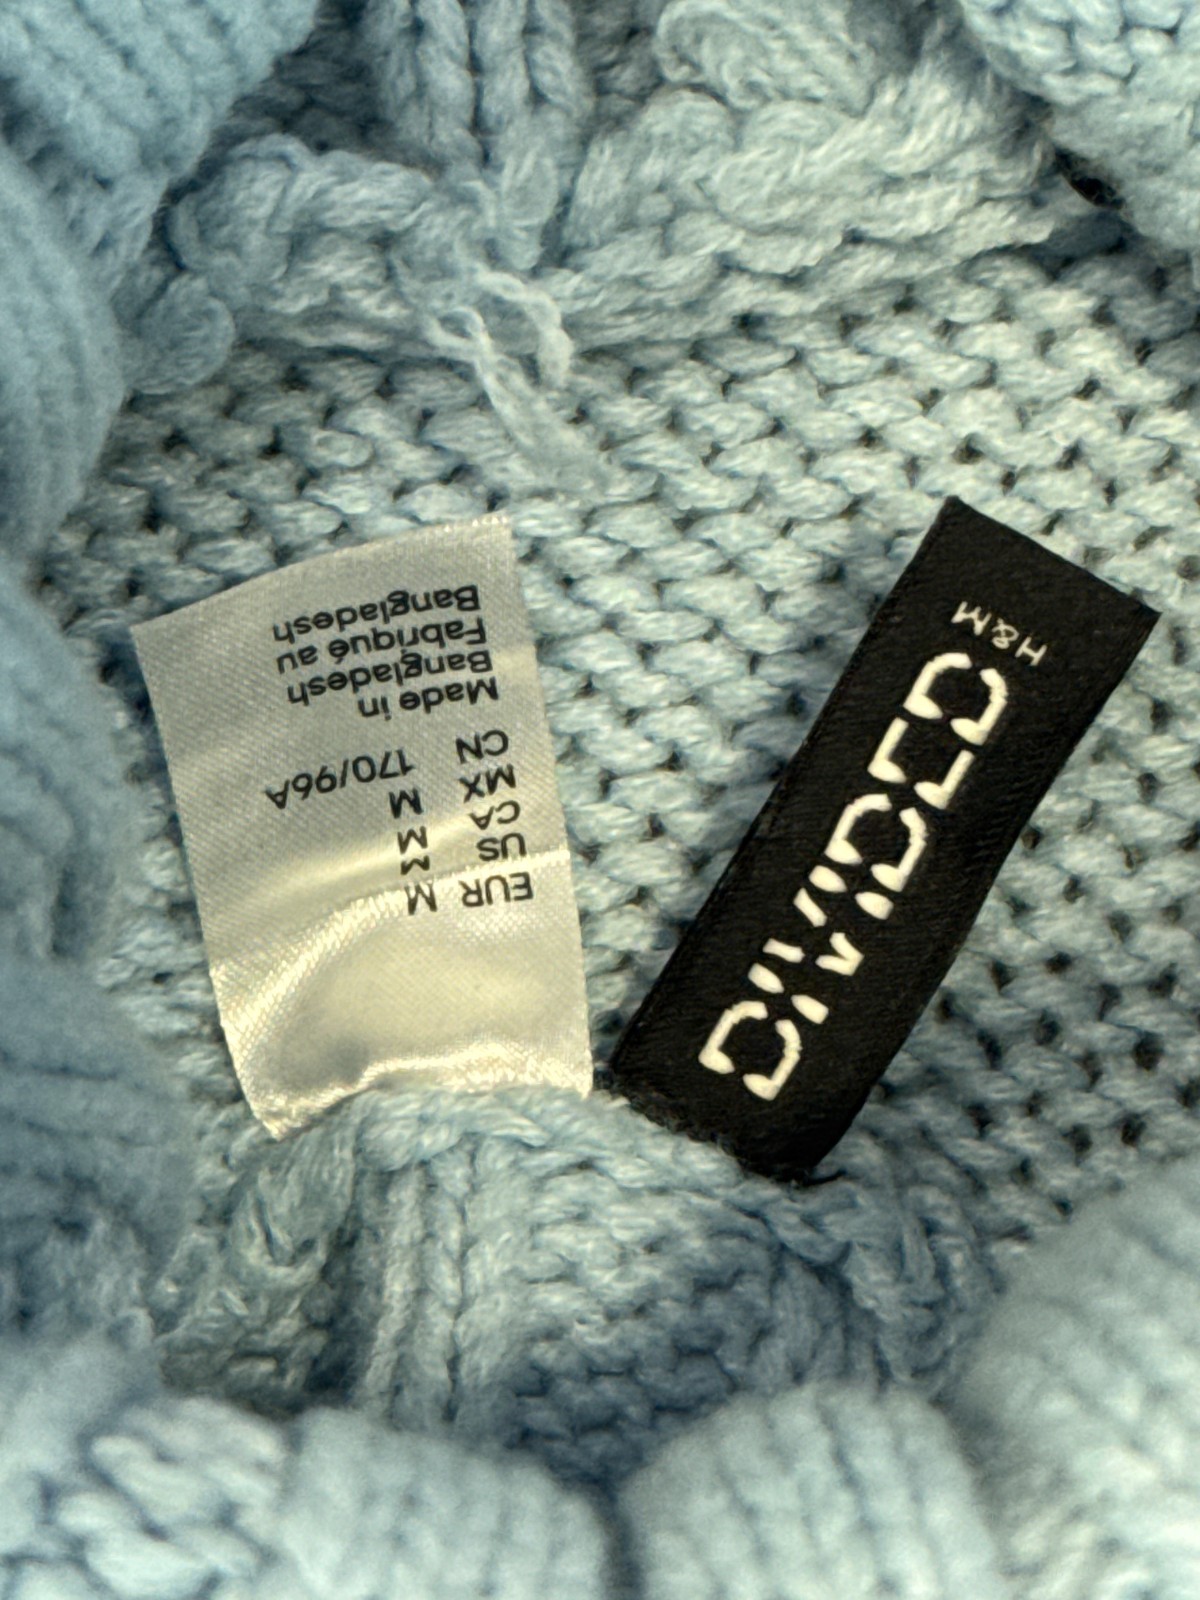 EUR M
US M
CA M
MX M
CN 170/96A
Made in
Bangladesh
Fabriqué au
Bangladesh
DIVIDED
H&M